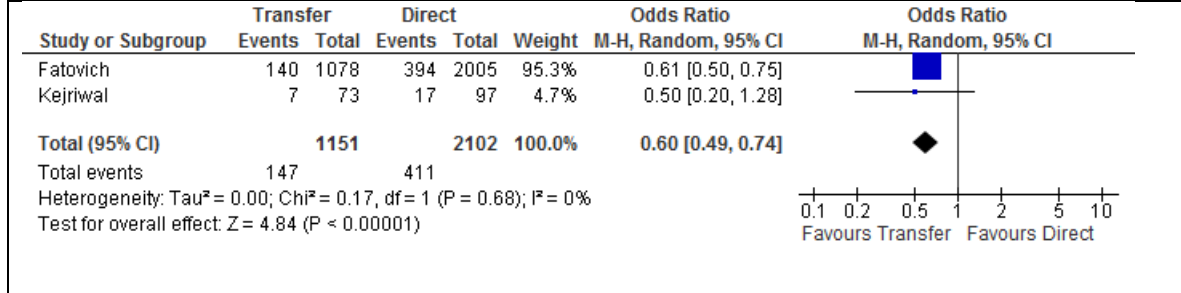 Transfer Direct Odds Ratio Odds Ratio
Study or Subgroup Events Total Events Total Weight M-H, Random, 95% CI M-H, Random, 95% CI
Fatovich 140 1078 394 2005 95.3% 0.61 [0.50, 0.75]
Kejriwal 7 73 17 97 4.7% 0.50 [0.20, 1.28]
Total (95% CI) 1151 2102 100.0% 0.60 [0.49, 0.74]
Total events 147 411
Heterogeneity: Tau² = 0.00; Chi² = 0.17, df = 1 (P = 0.68); I² = 0%
Test for overall effect: Z = 4.84 (P < 0.00001)
0.1 0.2 0.5 1 2 5 10
Favours Transfer Favours Direct